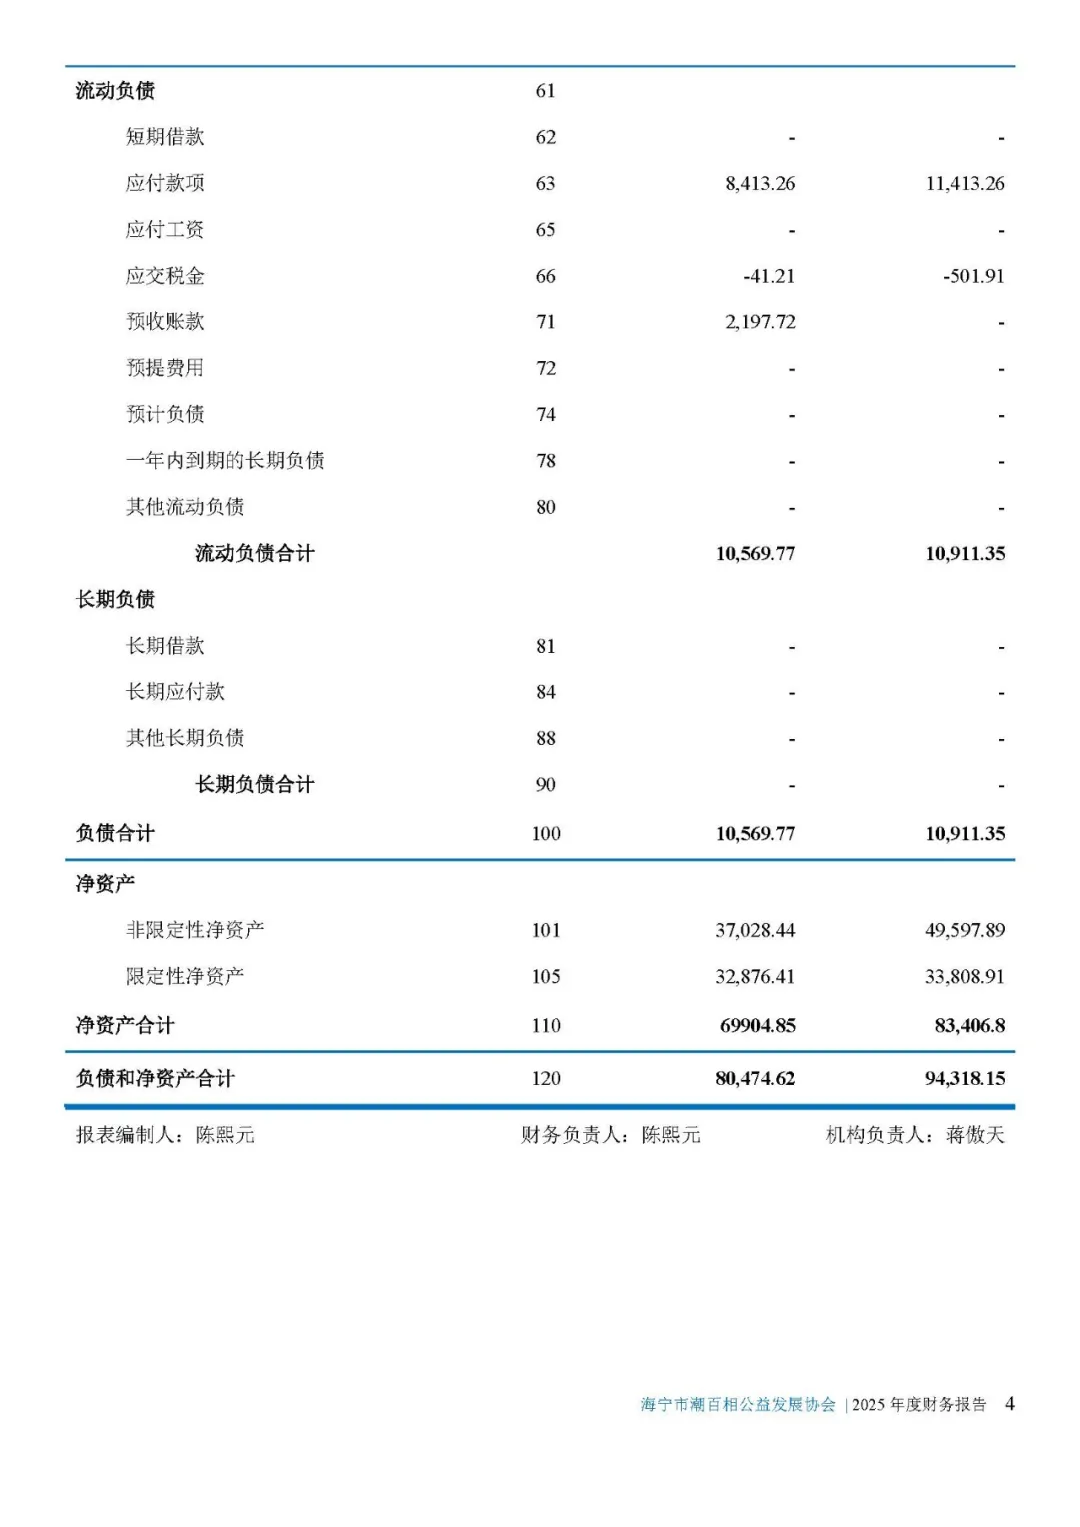 流动负债 61
短期借款 62 - -
应付款项 63 8,413.26 11,413.26
应付工资 65 - -
应交税金 66 -41.21 -501.91
预收账款 71 2,197.72 -
预提费用 72 - -
预计负债 74 - -
一年内到期的长期负债 78 - -
其他流动负债 80 - -
流动负债合计 10,569.77 10,911.35
长期负债
长期借款 81 - -
长期应付款 84 - -
其他长期负债 88 - -
长期负债合计 90 - -
负债合计 100 10,569.77 10,911.35
净资产
非限定性净资产 101 37,028.44 49,597.89
限定性净资产 105 32,876.41 33,808.91
净资产合计 110 69904.85 83,406.8
负债和净资产合计 120 80,474.62 94,318.15
报表编制人：陈熙元 财务负责人：陈熙元 机构负责人：蒋傲天
海宁市潮百相公益发展协会 | 2025 年度财务报告 4